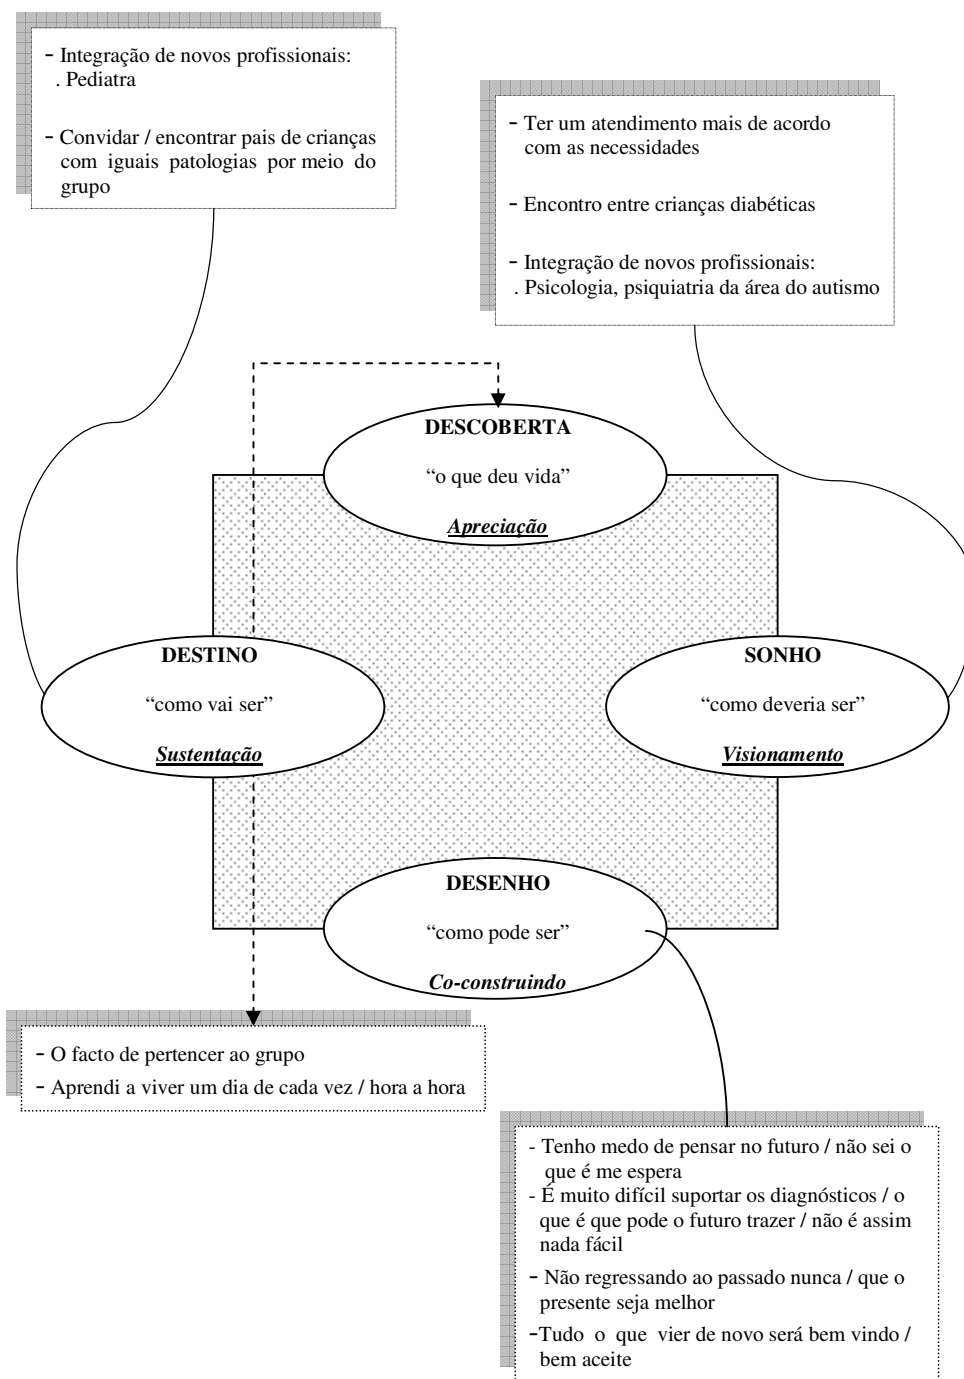 - Integração de novos profissionais:
. Pediatra
- Convidar / encontrar pais de crianças
com iguais patologias por meio do
grupo
- Ter um atendimento mais de acordo
com as necessidades
- Encontro entre crianças diabéticas
- Integração de novos profissionais:
. Psicologia, psiquiatria da área do autismo
DESCOBERTA
“o que deu vida”
Apreciação
DESTINO
“como vai ser”
Sustentação
SONHO
“como deveria ser”
Visionamento
DESENHO
“como pode ser”
Co-construindo
- O facto de pertencer ao grupo
- Aprendi a viver um dia de cada vez / hora a hora
- Tenho medo de pensar no futuro / não sei o
que é me espera
- É muito difícil suportar os diagnósticos / o
que é que pode o futuro trazer / não é assim
nada fácil
- Não regressando ao passado nunca / que o
presente seja melhor
-Tudo o que vier de novo será bem vindo /
bem aceite